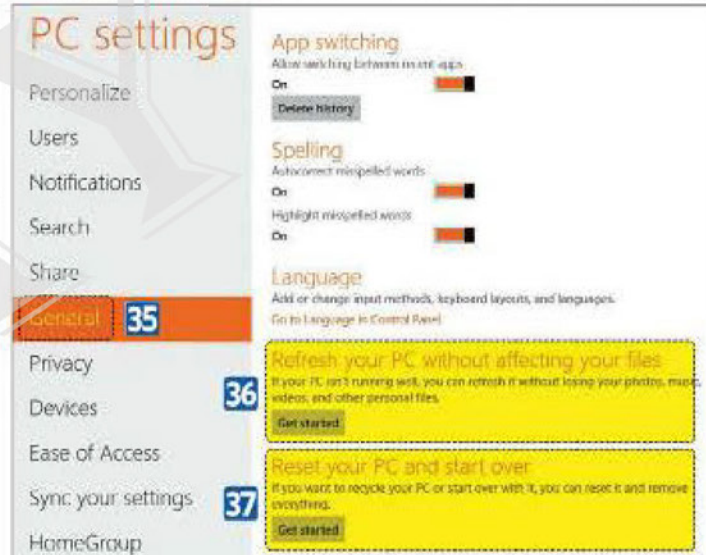 PC settings
Personalize
Users
Notifications
Search
Share
General
35
Privacy
Devices
Ease of Access
Sync your settings
HomeGroup
App switching
Allow switching between recent apps
On
Delete history
Spelling
Autocorrect misspelled words
On
Highlight misspelled words
On
Language
Add or change input methods, keyboard layouts, and languages.
Go to Language in Control Panel
36
Refresh your PC without affecting your files
If your PC isn't running well, you can refresh it without losing your photos, music,
videos, and other personal files.
Get started
37
Reset your PC and start over
If you want to recycle your PC or start over with it, you can reset it and remove
everything.
Get started